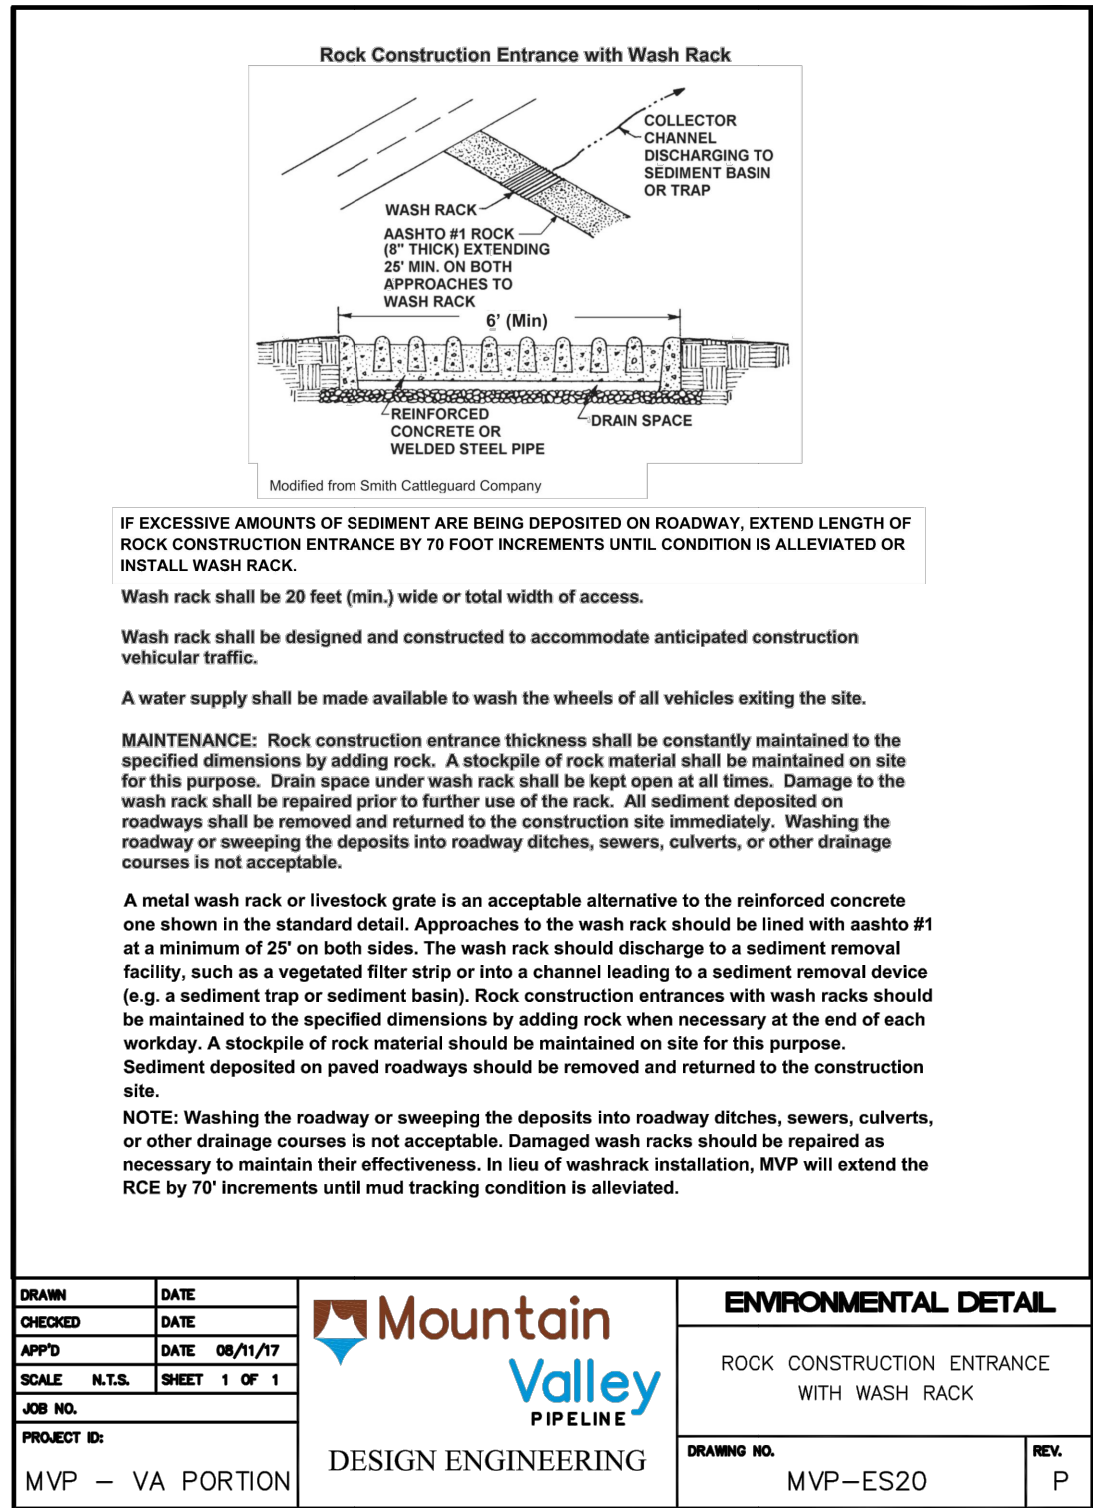 Rock Construction Entrance with Wash Rack
COLLECTOR
CHANNEL
DISCHARGING TO
SEDIMENT BASIN
OR TRAP
WASH RACK
AASHTO #1 ROCK
(8" THICK) EXTENDING
25' MIN. ON BOTH
APPROACHES TO
WASH RACK
6' (Min)
REINFORCED
CONCRETE OR
WELDED STEEL PIPE
DRAIN SPACE
Modified from Smith Cattleguard Company
IF EXCESSIVE AMOUNTS OF SEDIMENT ARE BEING DEPOSITED ON ROADWAY, EXTEND LENGTH OF
ROCK CONSTRUCTION ENTRANCE BY 70 FOOT INCREMENTS UNTIL CONDITION IS ALLEVIATED OR
INSTALL WASH RACK.
Wash rack shall be 20 feet (min.) wide or total width of access.
Wash rack shall be designed and constructed to accommodate anticipated construction
vehicular traffic.
A water supply shall be made available to wash the wheels of all vehicles exiting the site.
MAINTENANCE: Rock construction entrance thickness shall be constantly maintained to the
specified dimensions by adding rock. A stockpile of rock material shall be maintained on site
for this purpose. Drain space under wash rack shall be kept open at all times. Damage to the
wash rack shall be repaired prior to further use of the rack. All sediment deposited on
roadways shall be removed and returned to the construction site immediately. Washing the
roadway or sweeping the deposits into roadway ditches, sewers, culverts, or other drainage
courses is not acceptable.
A metal wash rack or livestock grate is an acceptable alternative to the reinforced concrete
one shown in the standard detail. Approaches to the wash rack should be lined with aashto #1
at a minimum of 25' on both sides. The wash rack should discharge to a sediment removal
facility, such as a vegetated filter strip or into a channel leading to a sediment removal device
(e.g. a sediment trap or sediment basin). Rock construction entrances with wash racks should
be maintained to the specified dimensions by adding rock when necessary at the end of each
workday. A stockpile of rock material should be maintained on site for this purpose.
Sediment deposited on paved roadways should be removed and returned to the construction
site.
NOTE: Washing the roadway or sweeping the deposits into roadway ditches, sewers, culverts,
or other drainage courses is not acceptable. Damaged wash racks should be repaired as
necessary to maintain their effectiveness. In lieu of washrack installation, MVP will extend the
RCE by 70' increments until mud tracking condition is alleviated.
DRAWN DATE
CHECKED DATE
APP'D DATE 08/11/17
SCALE N.T.S. SHEET 1 OF 1
JOB NO.
PROJECT ID:
MVP – VA PORTION
Mountain
Valley
PIPELINE
DESIGN ENGINEERING
ENVIRONMENTAL DETAIL
ROCK CONSTRUCTION ENTRANCE
WITH WASH RACK
DRAWING NO.
MVP–ES20
REV.
P